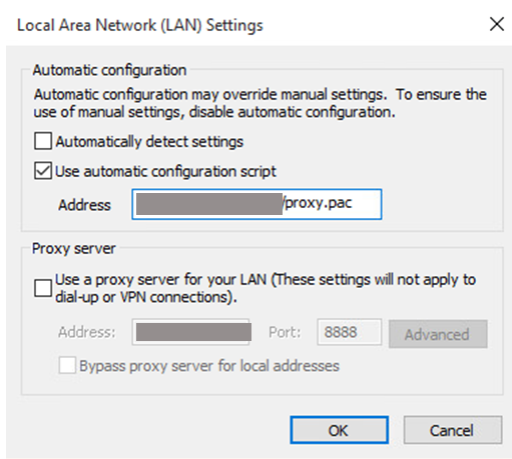 Local Area Network (LAN) Settings
Automatic configuration
Automatic configuration may override manual settings. To ensure the
use of manual settings, disable automatic configuration.
Automatically detect settings
Use automatic configuration script
Address /proxy.pac
Proxy server
Use a proxy server for your LAN (These settings will not apply to
dial-up or VPN connections).
Address: Port: 8888 Advanced
Bypass proxy server for local addresses
OK Cancel